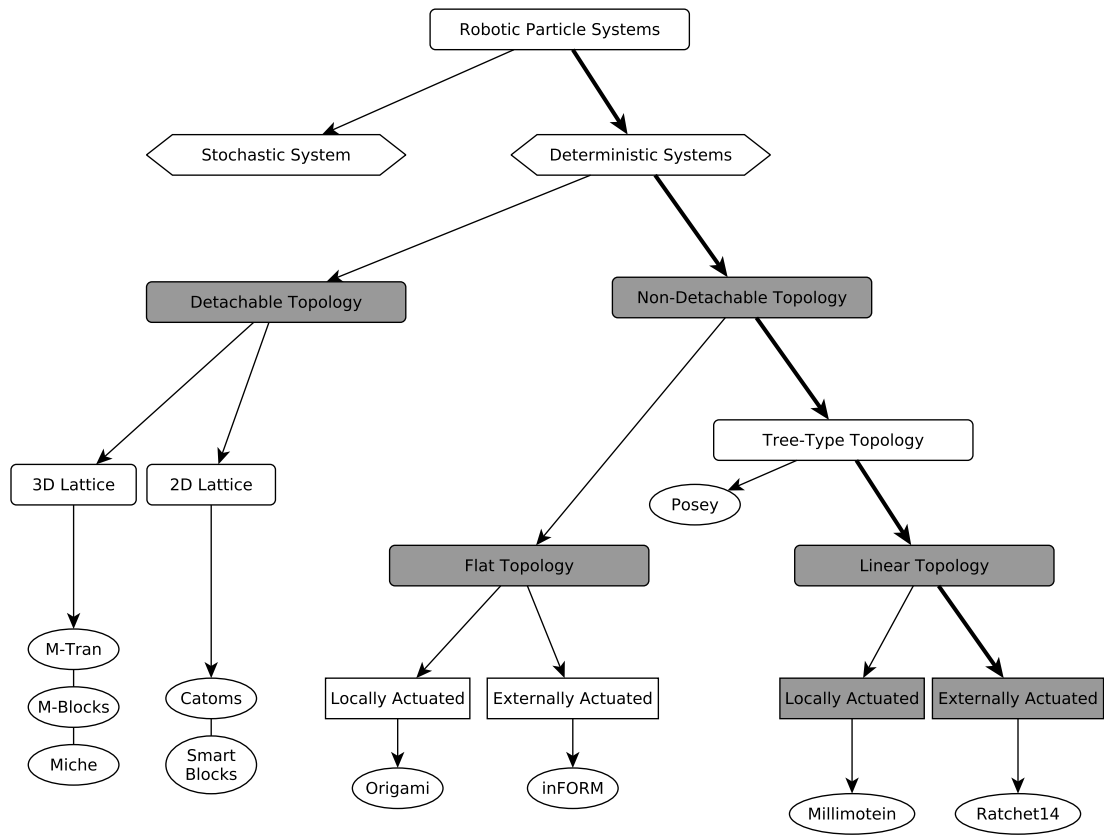 Robotic Particle Systems
Stochastic System
Deterministic Systems
Detachable Topology
Non-Detachable Topology
Tree-Type Topology
3D Lattice
2D Lattice
Posey
Flat Topology
Linear Topology
M-Tran
Locally Actuated
Externally Actuated
Locally Actuated
Externally Actuated
Catoms
M-Blocks
Smart
Blocks
Miche
Origami
inFORM
Millimotein
Ratchet14